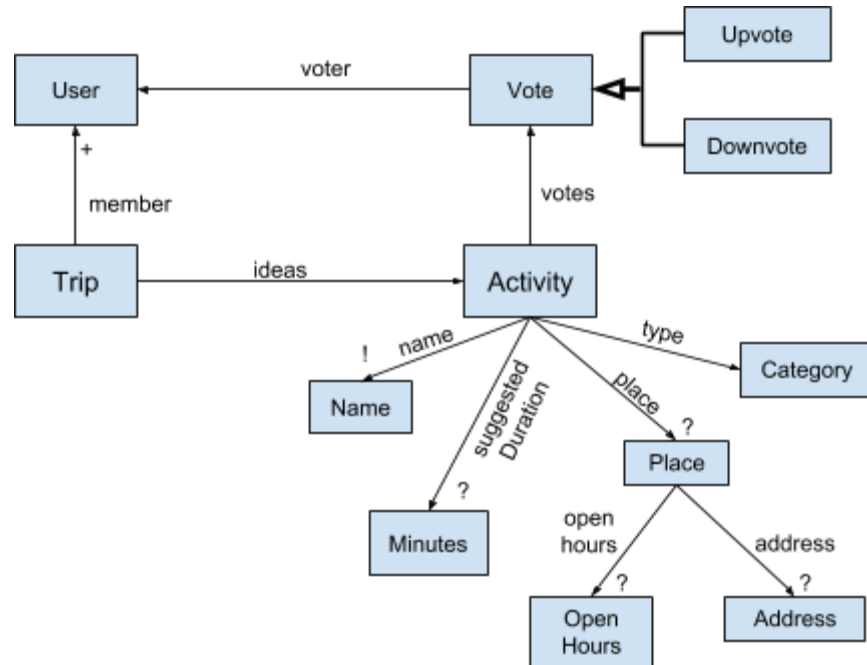 Upvote
User
voter
Vote
Downvote
+
member
votes
Trip
ideas
Activity
!
name
type
Name
suggested
Duration
place
Category
?
Place
?
Minutes
open
hours
address
?
?
Open
Hours
Address